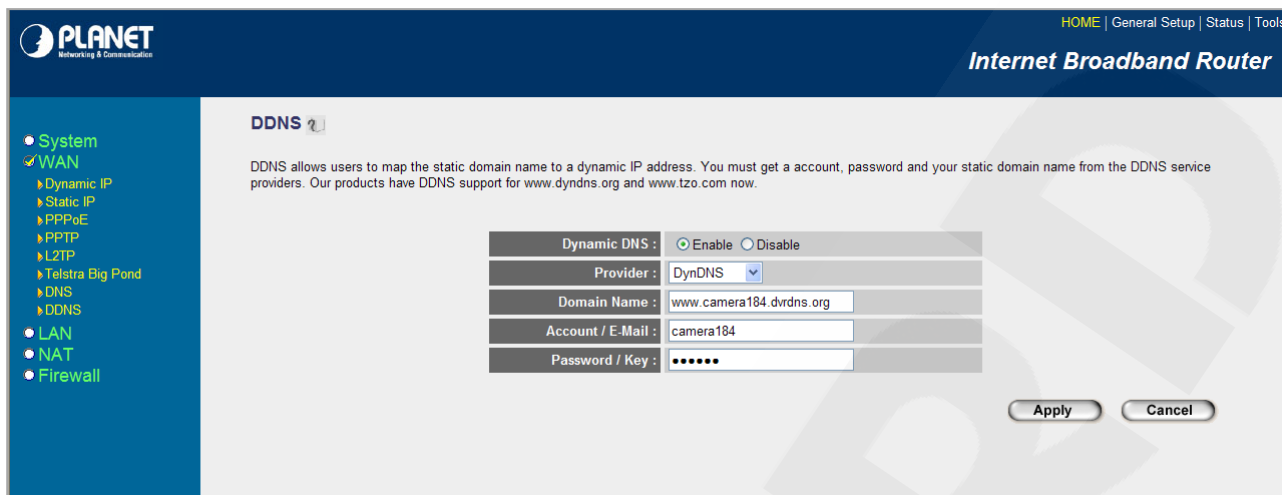 PLANET
Networking & Communication
HOME | General Setup | Status | Tools
Internet Broadband Router
System
WAN
Dynamic IP
Static IP
PPPoE
PPTP
L2TP
Telstra Big Pond
DNS
DDNS
LAN
NAT
Firewall
DDNS
DDNS allows users to map the static domain name to a dynamic IP address. You must get a account, password and your static domain name from the DDNS service
providers. Our products have DDNS support for www.dyndns.org and www.tzo.com now.
Dynamic DNS : Enable Disable
Provider : DynDNS
Domain Name : www.camera184.dvrdns.org
Account / E-Mail : camera184
Password / Key : ••••••
Apply Cancel